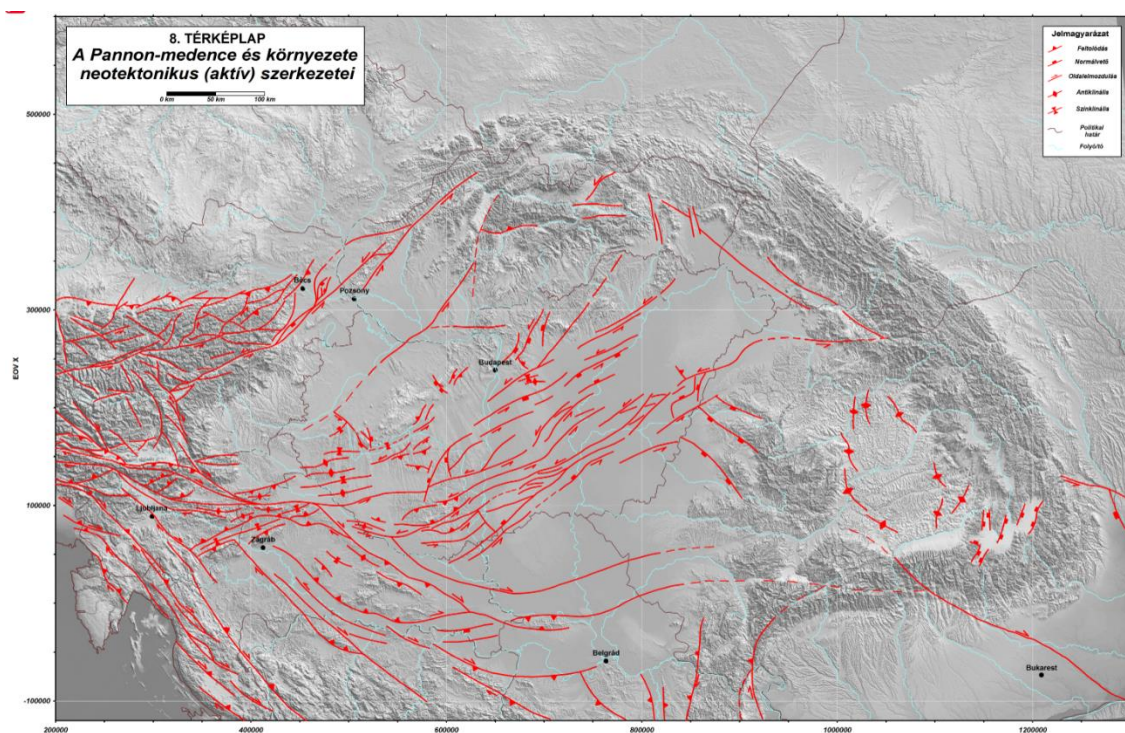 8. TÉRKÉPLAP
A Pannon-medence és környezete
neotektonikus (aktív) szerkezetei
0 km 50 km 100 km
Jelmagyarázat
Feltolódás
Normálvető
Oldalelmozdulás
Antiklinális
Szinklinális
Politikai
határ
Folyó/tó
500000
300000
EOV X
100000
-100000
Bécs
Pozsony
Budapest
Ljubljana
Zágráb
Belgrád
Bukarest
200000 400000 600000 800000 1000000 1200000